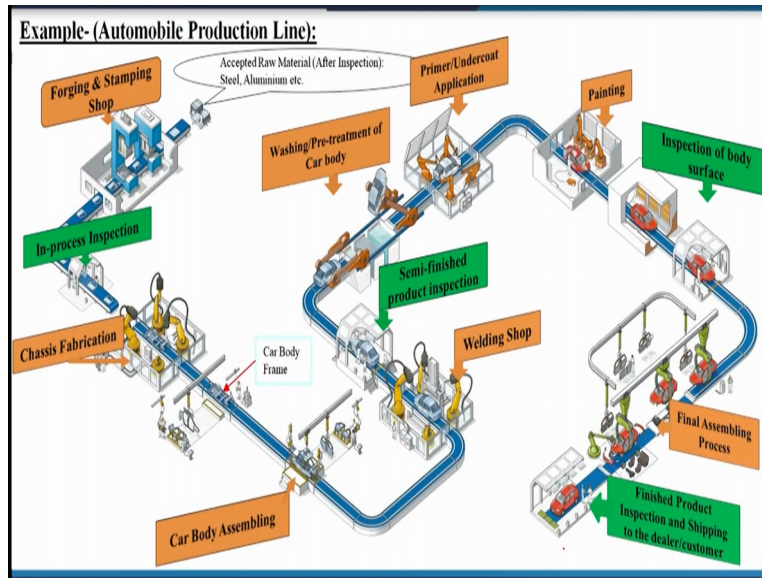 Example- (Automobile Production Line):
Accepted Raw Material (After Inspection):
Steel, Aluminium etc.
Forging & Stamping
Shop
Primer/Undercoat
Application
Painting
Washing/Pre-treatment of
Car body
Inspection of body
surface
In-process Inspection
Semi-finished
product inspection
Chassis Fabrication
Car Body
Frame
Welding Shop
Final Assembling
Process
Car Body Assembling
Finished Product
Inspection and Shipping
to the dealer/customer